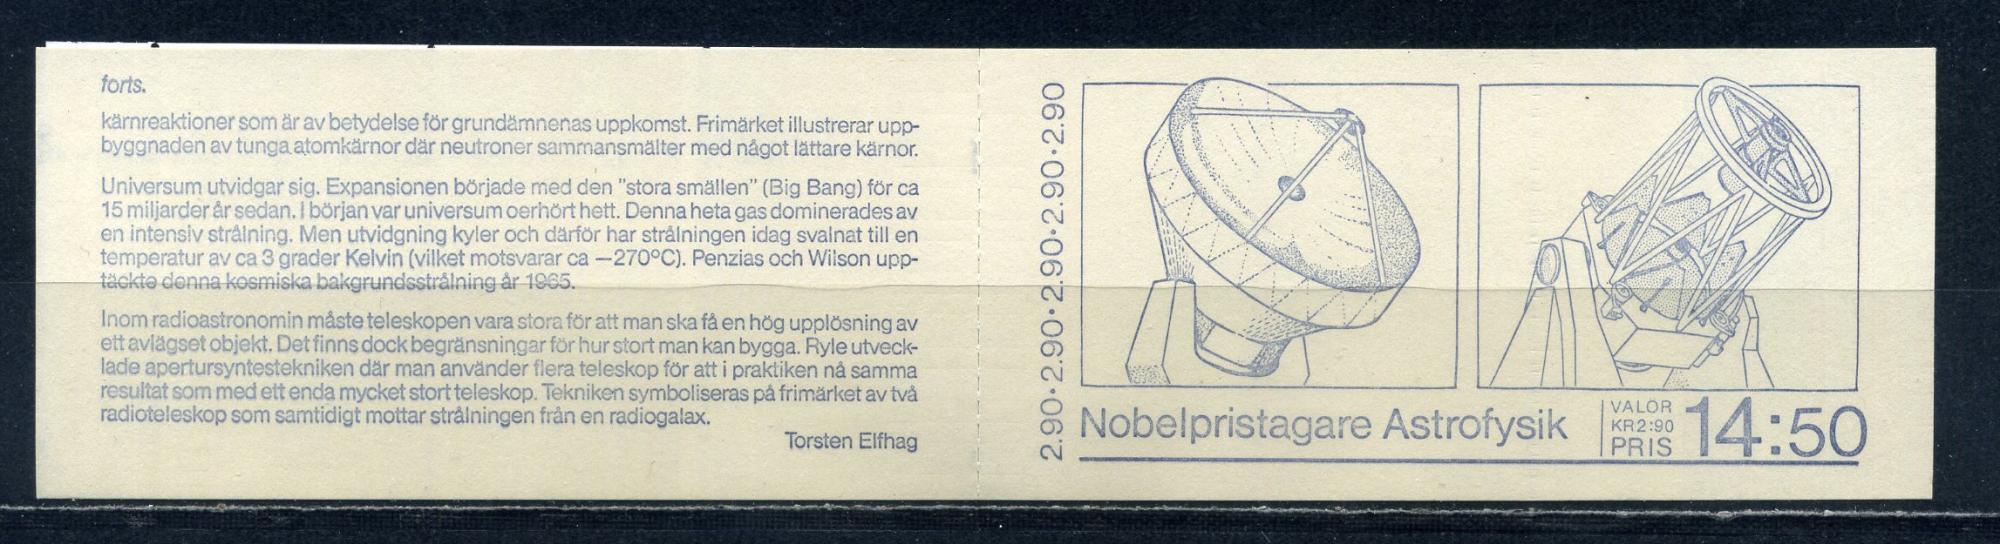 forts.
kärnreaktioner som är av betydelse för grundämnenas uppkomst. Frimärket illustrerar upp-
byggnaden av tunga atomkärnor där neutroner sammansmälter med något lättare kärnor.
Universum utvidgar sig. Expansionen började med den "stora smällen" (Big Bang) för ca
15 miljarder år sedan. I början var universum oerhört hett. Denna heta gas dominerades av
en intensiv strålning. Men utvidgning kyler och därför har strålningen idag svalnat till en
temperatur av ca 3 grader Kelvin (vilket motsvarar ca −270°C). Penzias och Wilson upp-
täckte denna kosmiska bakgrundsstrålning år 1965.
Inom radioastronomin måste teleskopen vara stora för att man ska få en hög upplösning av
ett avlägset objekt. Det finns dock begränsningar för hur stort man kan bygga. Ryle utveck-
lade apertursyntestekniken där man använder flera teleskop för att i praktiken nå samma
resultat som med ett enda mycket stort teleskop. Tekniken symboliseras på frimärket av två
radioteleskop som samtidigt mottar strålningen från en radiogalax.
Torsten Elfhag
2.90·2.90·2.90·2.90·2.90
Nobelpristagare Astrofysik
VALÖR
KR 2:90
PRIS
14:50